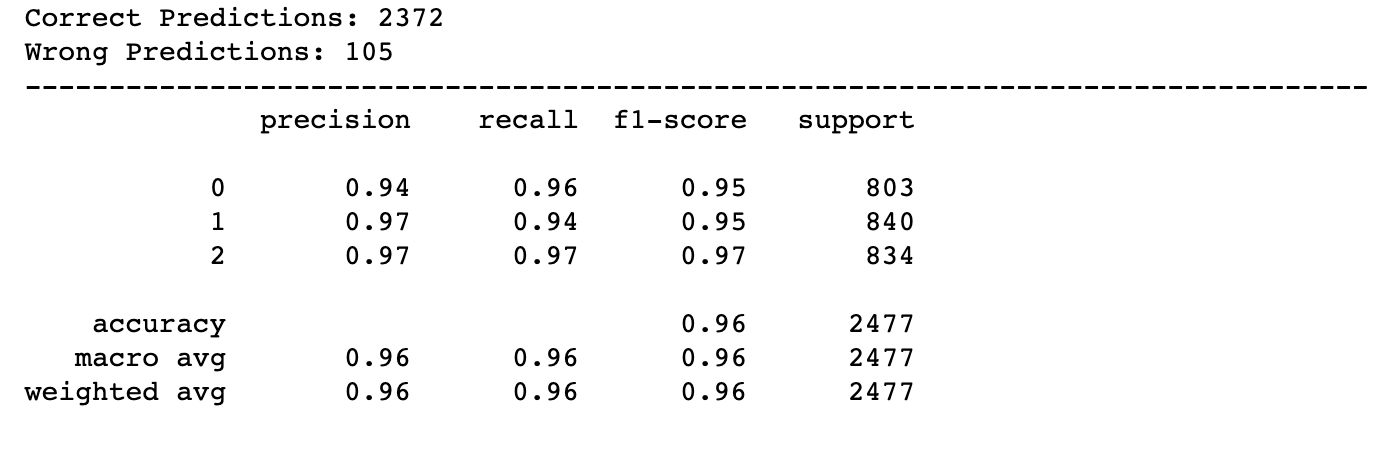 Correct Predictions: 2372
Wrong Predictions: 105
--------------------------------------------------------------------------------
precision recall f1-score support
0 0.94 0.96 0.95 803
1 0.97 0.94 0.95 840
2 0.97 0.97 0.97 834
accuracy 0.96 2477
macro avg 0.96 0.96 0.96 2477
weighted avg 0.96 0.96 0.96 2477